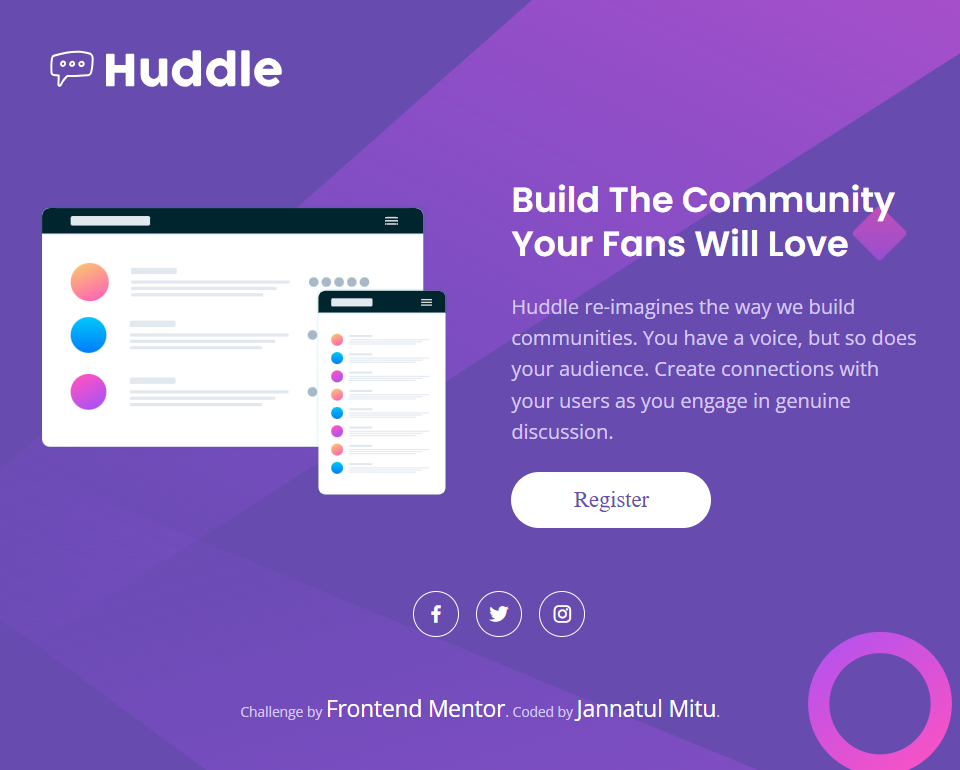 Huddle
Build The Community
Your Fans Will Love
Huddle re-imagines the way we build
communities. You have a voice, but so does
your audience. Create connections with
your users as you engage in genuine
discussion.
Register
Challenge by Frontend Mentor. Coded by Jannatul Mitu.